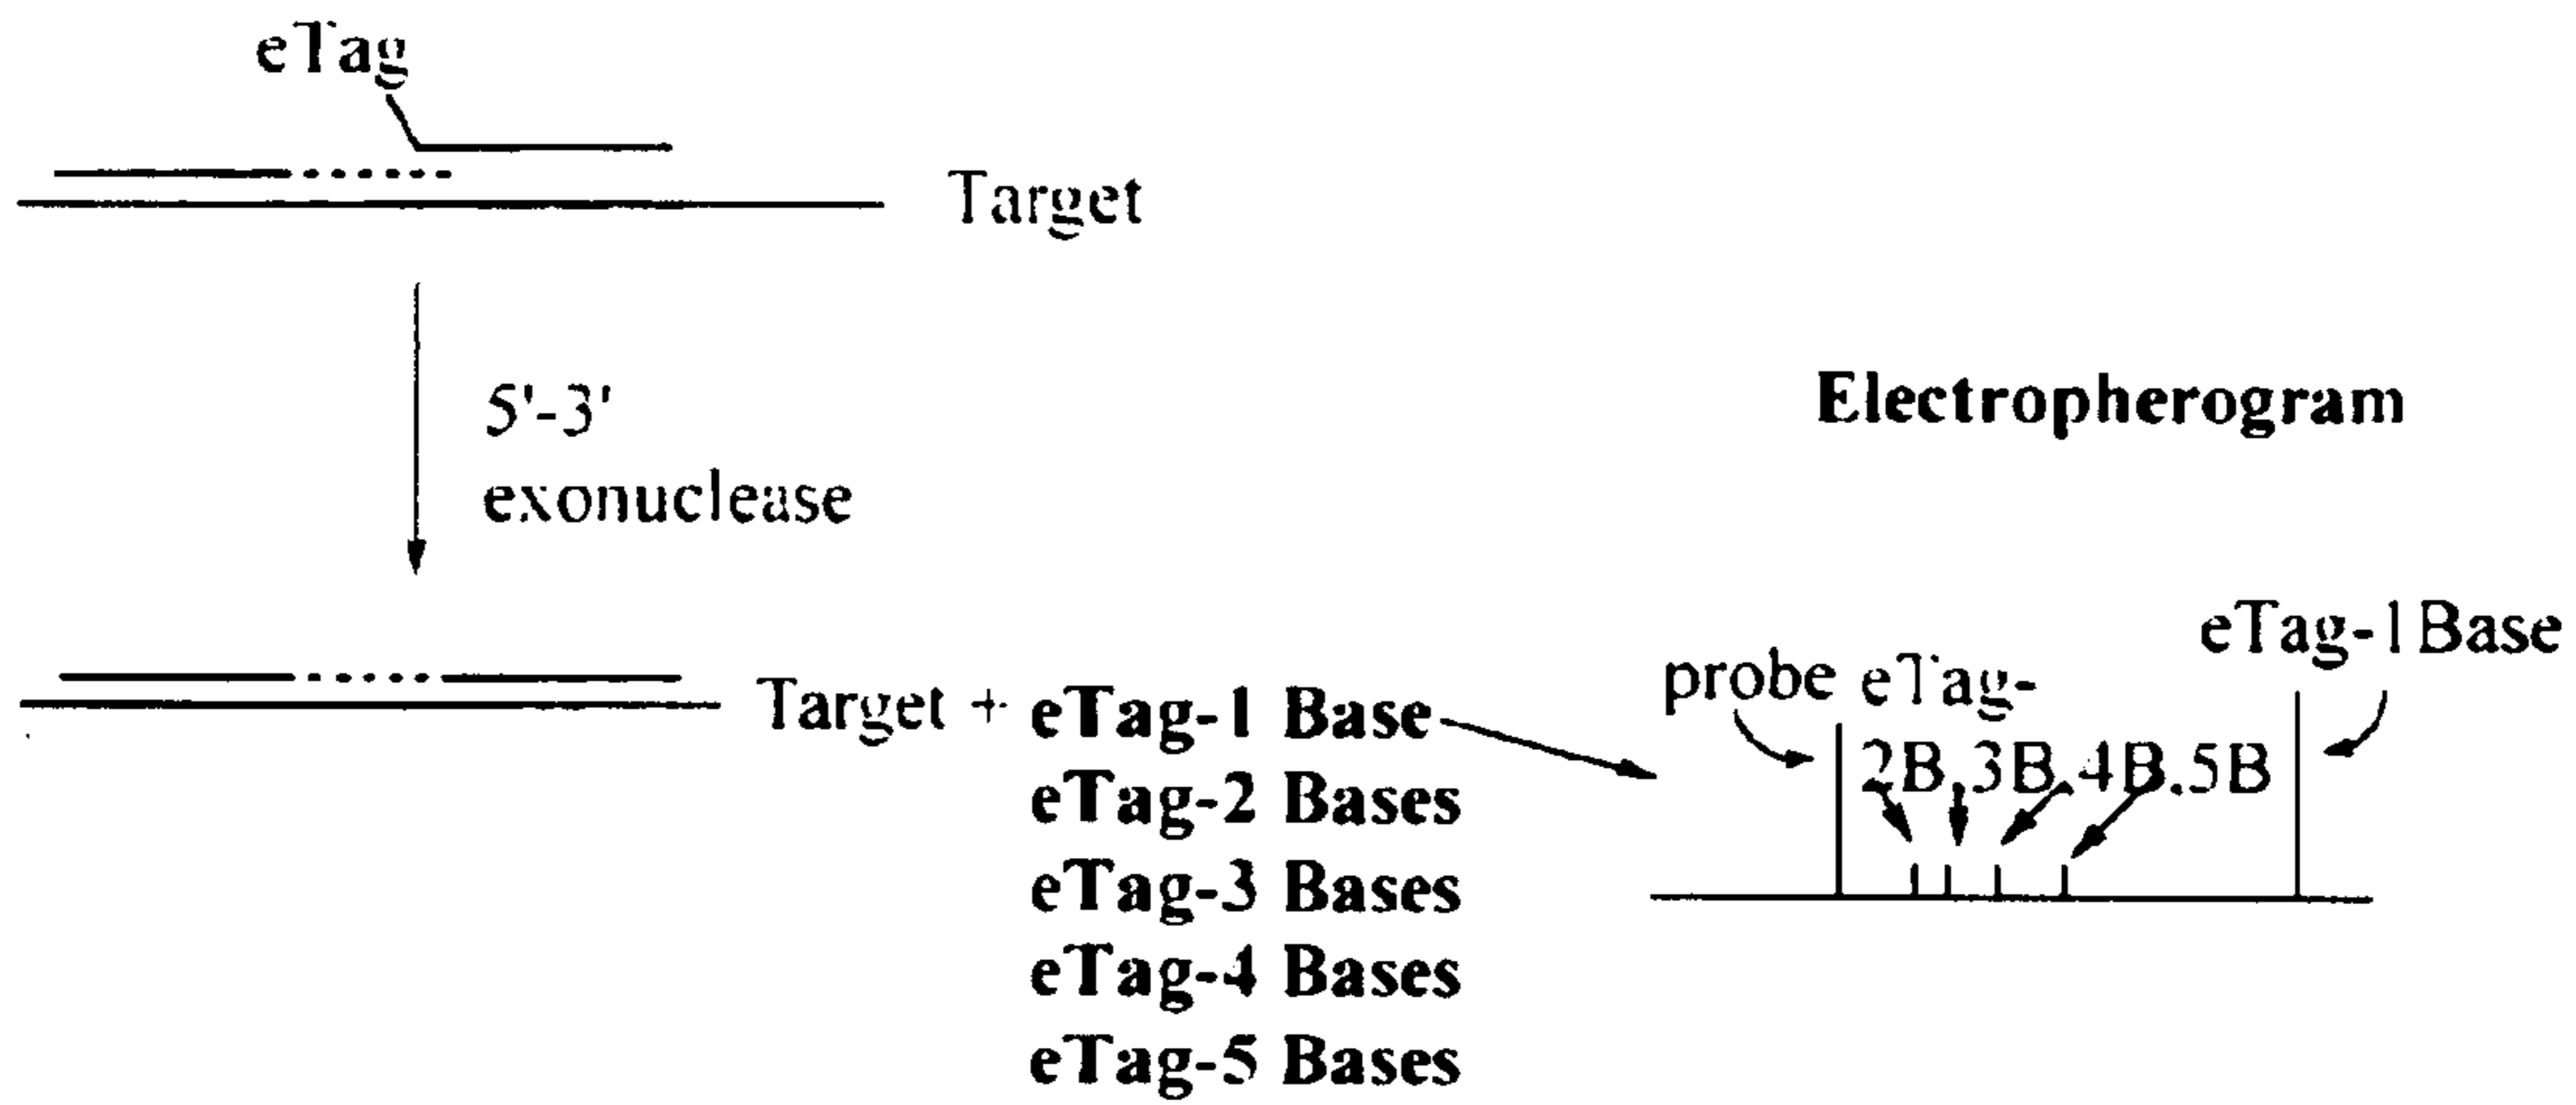 eTag
Target
5'-3'
exonuclease
Electropherogram
Target + eTag-1 Base
eTag-2 Bases
eTag-3 Bases
eTag-4 Bases
eTag-5 Bases
probe eTag-
2B,3B,4B,5B
eTag-1Base